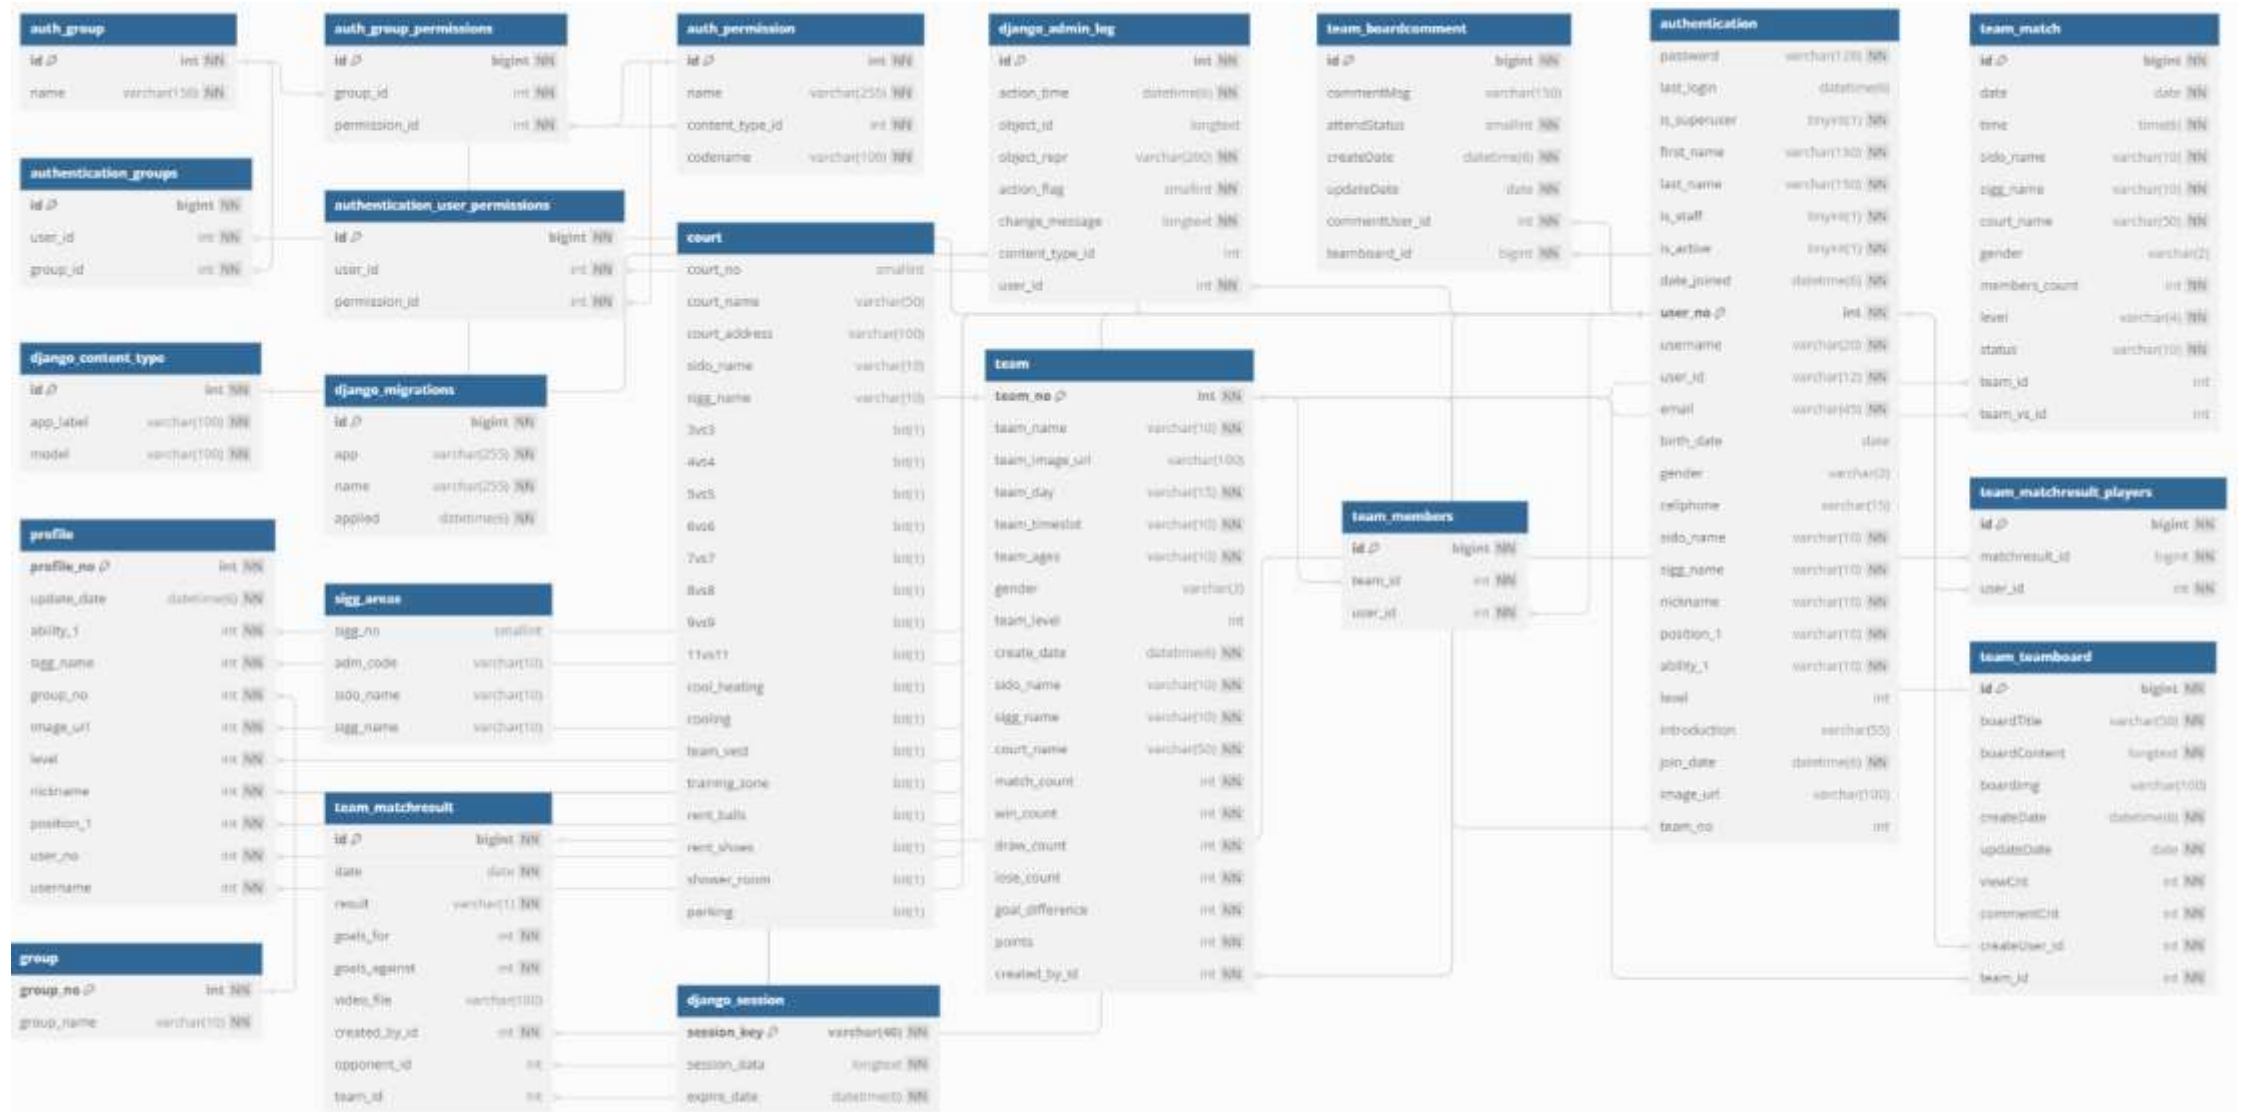 auth_group
id int NN
name varchar(150) NN
authentication_groups
id bigint NN
user_id int NN
group_id int NN
django_content_type
id int NN
app_label varchar(100) NN
model varchar(100) NN
profile
profile_no int NN
update_date datetime(6) NN
ability_1 int NN
sigg_name int NN
group_no int NN
image_url int NN
level int NN
nickname int NN
position_1 int NN
user_no int NN
username int NN
group
group_no int NN
group_name varchar(10) NN
auth_group_permissions
id bigint NN
group_id int NN
permission_id int NN
authentication_user_permissions
id bigint NN
user_id int NN
permission_id int NN
django_migrations
id bigint NN
app varchar(255) NN
name varchar(255) NN
applied datetime(6) NN
sigg_areas
sigg_no smallint
adm_code varchar(10)
sido_name varchar(10)
sigg_name varchar(10)
team_matchresult
id bigint NN
date date NN
result varchar(1) NN
goals_for int NN
goals_against int NN
video_file varchar(100)
created_by_id int NN
opponent_id int
team_id int
auth_permission
id int NN
name varchar(255) NN
content_type_id int NN
codename varchar(100) NN
court
court_no smallint
court_name varchar(50)
court_address varchar(100)
sido_name varchar(10)
sigg_name varchar(10)
3vs3 bit(1)
4vs4 bit(1)
5vs5 bit(1)
6vs6 bit(1)
7vs7 bit(1)
8vs8 bit(1)
9vs9 bit(1)
11vs11 bit(1)
cool_heating bit(1)
cooling bit(1)
team_vest bit(1)
training_zone bit(1)
rent_balls bit(1)
rent_shoes bit(1)
shower_room bit(1)
parking bit(1)
django_session
session_key varchar(40) NN
session_data longtext NN
expire_date datetime(6) NN
django_admin_log
id int NN
action_time datetime(6) NN
object_id longtext
object_repr varchar(200) NN
action_flag smallint NN
change_message longtext NN
content_type_id int
user_id int NN
team
team_no int NN
team_name varchar(10) NN
team_image_url varchar(100)
team_day varchar(15) NN
team_timeslot varchar(10) NN
team_ages varchar(10) NN
gender varchar(2)
team_level int
create_date datetime(6) NN
sido_name varchar(10) NN
sigg_name varchar(10) NN
court_name varchar(50) NN
match_count int NN
win_count int NN
draw_count int NN
lose_count int NN
goal_difference int NN
points int NN
created_by_id int NN
team_boardcomment
id bigint NN
commentMsg varchar(150)
attendStatus smallint NN
createDate datetime(6) NN
updateDate date NN
commentUser_id int NN
teamboard_id bigint NN
team_members
id bigint NN
team_id int NN
user_id int NN
authentication
password varchar(128) NN
last_login datetime(6)
is_superuser tinyint(1) NN
first_name varchar(150) NN
last_name varchar(150) NN
is_staff tinyint(1) NN
is_active tinyint(1) NN
date_joined datetime(6) NN
user_no int NN
username varchar(20) NN
user_id varchar(12) NN
email varchar(45) NN
birth_date date
gender varchar(2)
cellphone varchar(15)
sido_name varchar(10) NN
sigg_name varchar(10) NN
nickname varchar(10) NN
position_1 varchar(10) NN
ability_1 varchar(10) NN
level int
introduction varchar(55)
join_date datetime(6) NN
image_url varchar(100)
team_no int
team_match
id bigint NN
date date NN
time time(6) NN
sido_name varchar(10) NN
sigg_name varchar(10) NN
court_name varchar(50) NN
gender varchar(2)
members_count int NN
level varchar(4) NN
status varchar(10) NN
team_id int
team_vs_id int
team_matchresult_players
id bigint NN
matchresult_id bigint NN
user_id int NN
team_teamboard
id bigint NN
boardTitle varchar(50) NN
boardContent longtext NN
boardImg varchar(100)
createDate datetime(6) NN
updateDate date NN
viewCnt int NN
commentCnt int NN
createUser_id int NN
team_id int NN